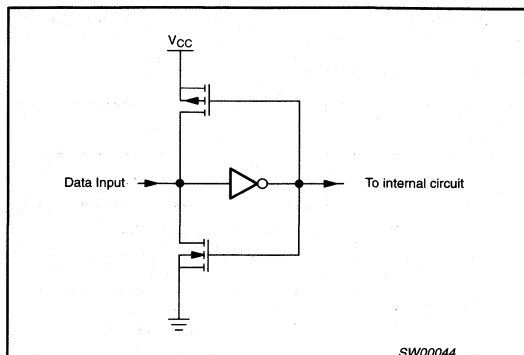 VCC
Data Input
To internal circuit
SW00044